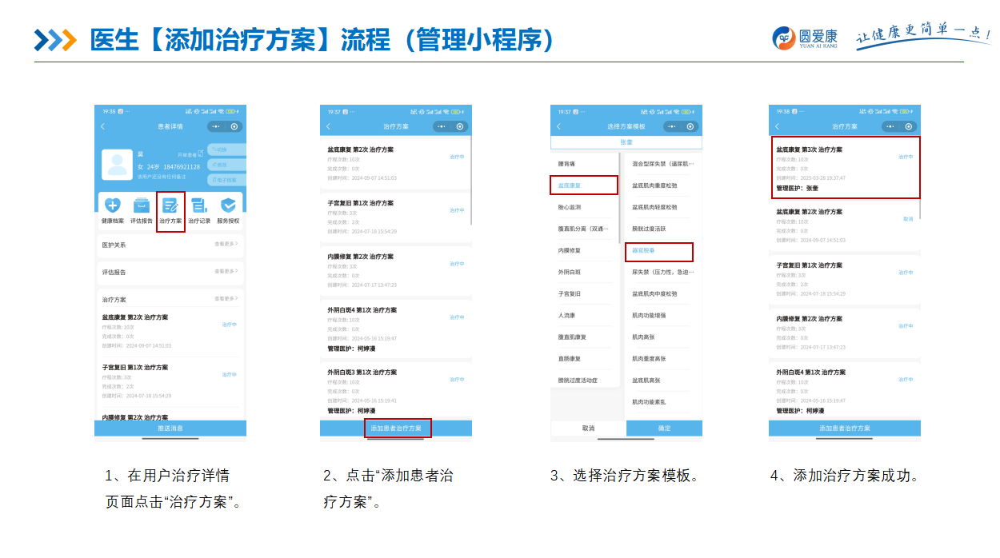 医生【添加治疗方案】流程（管理小程序）
圆爱康
YUAN AI KANG
让健康更简单一点！
19:35
患者详情
莫
开单患者
切换
女 24岁 18476921128
该用户还没有任何备注
电子档案
健康档案 评估报告 治疗方案 治疗记录 服务授权
医护关系 查看更多
评估报告 查看更多
治疗方案 查看更多
盆底康复 第2次 治疗方案
疗程次数: 10次
治疗中
完成次数: 0次
创建时间: 2024-09-07 14:51:03
子宫复旧 第1次 治疗方案
疗程次数: 3次
治疗中
完成次数: 2次
创建时间: 2024-07-18 15:54:29
内膜修复 第2次 治疗方案
推送消息
1、在用户治疗详情
页面点击“治疗方案”。
19:37
治疗方案
盆底康复 第2次 治疗方案
疗程次数: 10次
治疗中
完成次数: 0次
创建时间: 2024-09-07 14:51:03
子宫复旧 第1次 治疗方案
疗程次数: 3次
治疗中
完成次数: 2次
创建时间: 2024-07-18 15:54:29
内膜修复 第2次 治疗方案
疗程次数: 3次
治疗中
完成次数: 0次
创建时间: 2024-07-17 13:47:23
外阴白斑4 第1次 治疗方案
疗程次数: 10次
治疗中
完成次数: 0次
创建时间: 2024-05-16 15:19:47
管理医护：柯婷漫
外阴白斑3 第1次 治疗方案
疗程次数: 10次
治疗中
完成次数: 0次
创建时间: 2024-05-16 15:19:41
管理医护：柯婷漫
添加患者治疗方案
2、点击“添加患者治
疗方案”。
19:37
选择方案模板
张奎
腰背痛 混合型尿失禁（逼尿肌…
盆底康复 盆底肌肉重度松弛
胎心监测 盆底肌肉轻度松弛
腹直肌分离（双通… 膀胱过度活跃
内膜修复 器官脱垂
外阴白斑 尿失禁（压力性，急迫…
子宫复旧 盆底肌肉中度松弛
人流康 肌肉功能增强
腹直肌康复 肌肉高张
直肠康复 肌肉重度高张
膀胱过度活动症 盆底肌高张
肌肉功能紊乱
取消 确定
3、选择治疗方案模板。
19:38
治疗方案
盆底康复 第3次 治疗方案
疗程次数: 10次
治疗中
完成次数: 0次
创建时间: 2025-03-28 19:37:47
管理医护：张奎
盆底康复 第2次 治疗方案
疗程次数: 10次
取消
完成次数: 0次
创建时间: 2024-09-07 14:51:03
子宫复旧 第1次 治疗方案
疗程次数: 3次
治疗中
完成次数: 2次
创建时间: 2024-07-18 15:54:29
内膜修复 第2次 治疗方案
疗程次数: 3次
治疗中
完成次数: 0次
创建时间: 2024-07-17 13:47:23
外阴白斑4 第1次 治疗方案
疗程次数: 10次
治疗中
完成次数: 0次
创建时间: 2024-05-16 15:19:47
管理医护：柯婷漫
添加患者治疗方案
4、添加治疗方案成功。